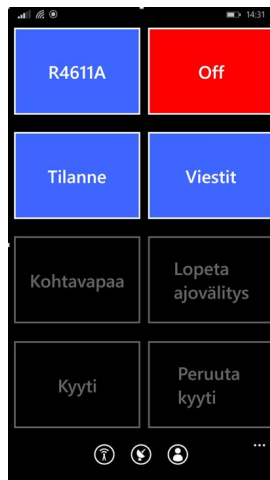 14:31
R4611A
Off
Tilanne
Viestit
Kohtavapaa
Lopeta
ajovälitys
Kyyti
Peruuta
kyyti